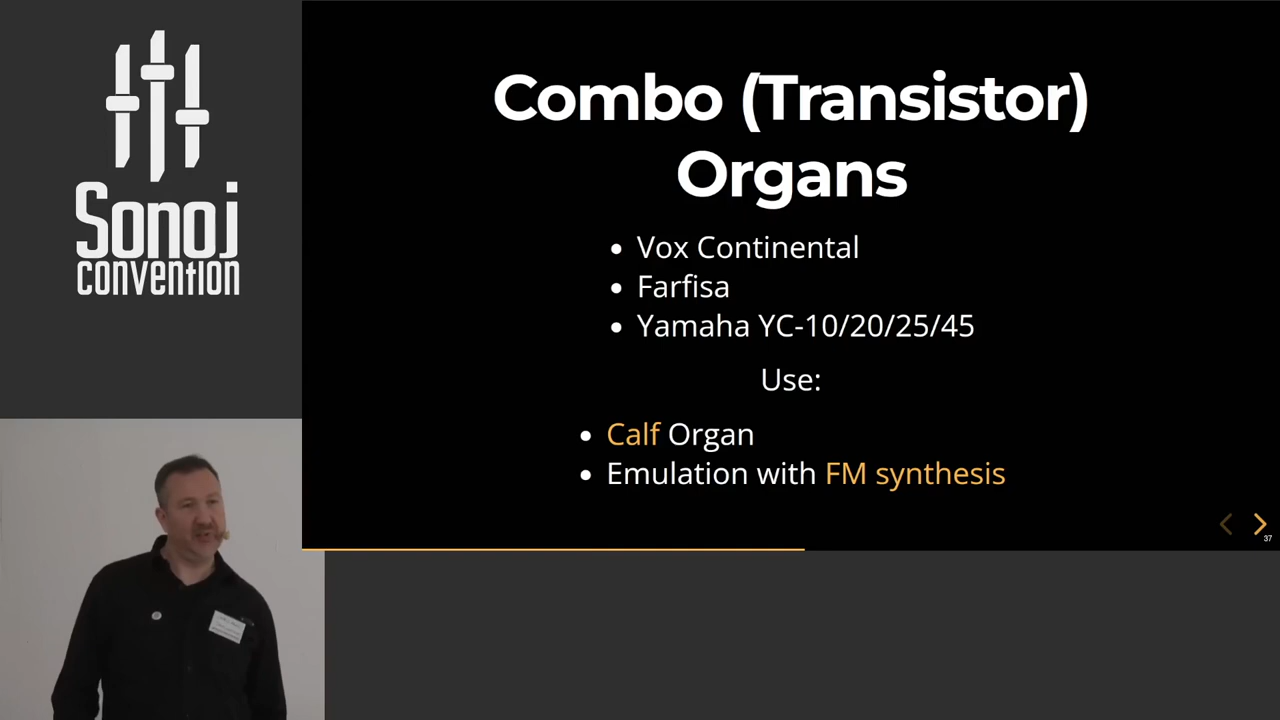 Sonoj
convention
Combo (Transistor)
Organs
• Vox Continental
• Farfisa
• Yamaha YC-10/20/25/45
Use:
• Calf Organ
• Emulation with FM synthesis
37